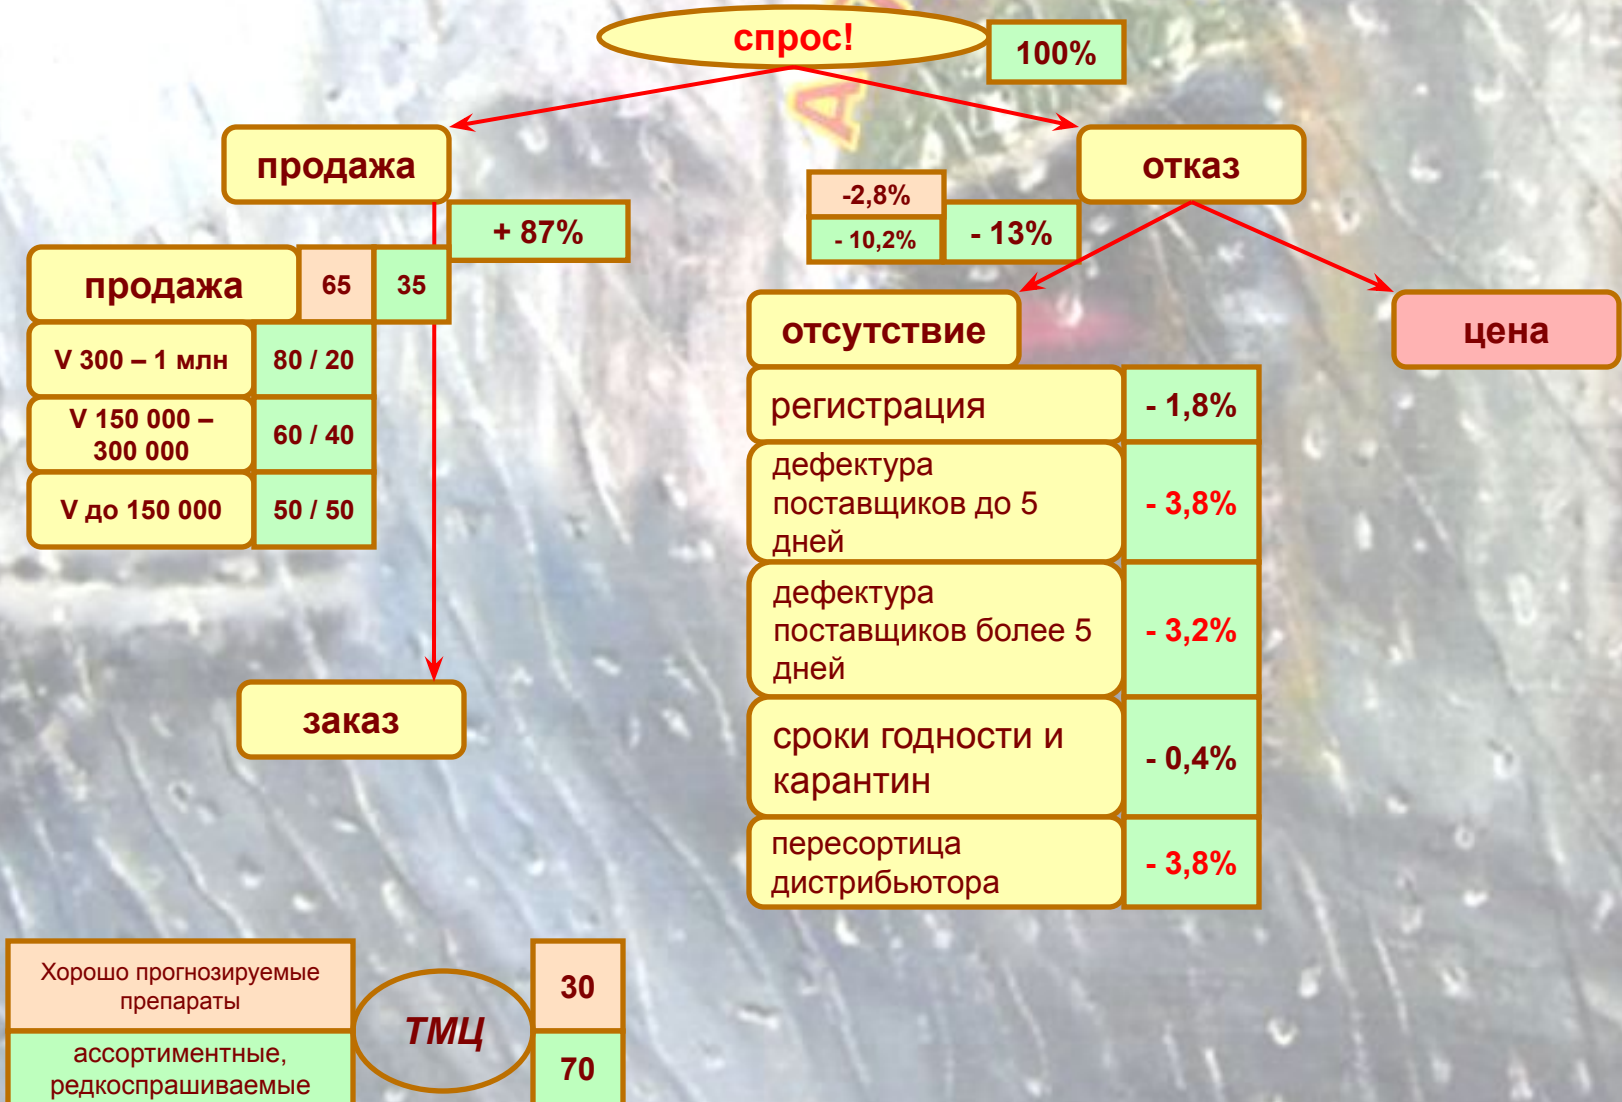 спрос!
100%
продажа
отказ
+ 87%
-2,8%
- 10,2%
- 13%
продажа
65
35
V 300 – 1 млн
80 / 20
V 150 000 –
300 000
60 / 40
V до 150 000
50 / 50
заказ
отсутствие
цена
регистрация
- 1,8%
дефектура
поставщиков до 5
дней
- 3,8%
дефектура
поставщиков более 5
дней
- 3,2%
сроки годности и
карантин
- 0,4%
пересортица
дистрибьютора
- 3,8%
Хорошо прогнозируемые
препараты
ТМЦ
30
ассортиментные,
редкоспрашиваемые
70